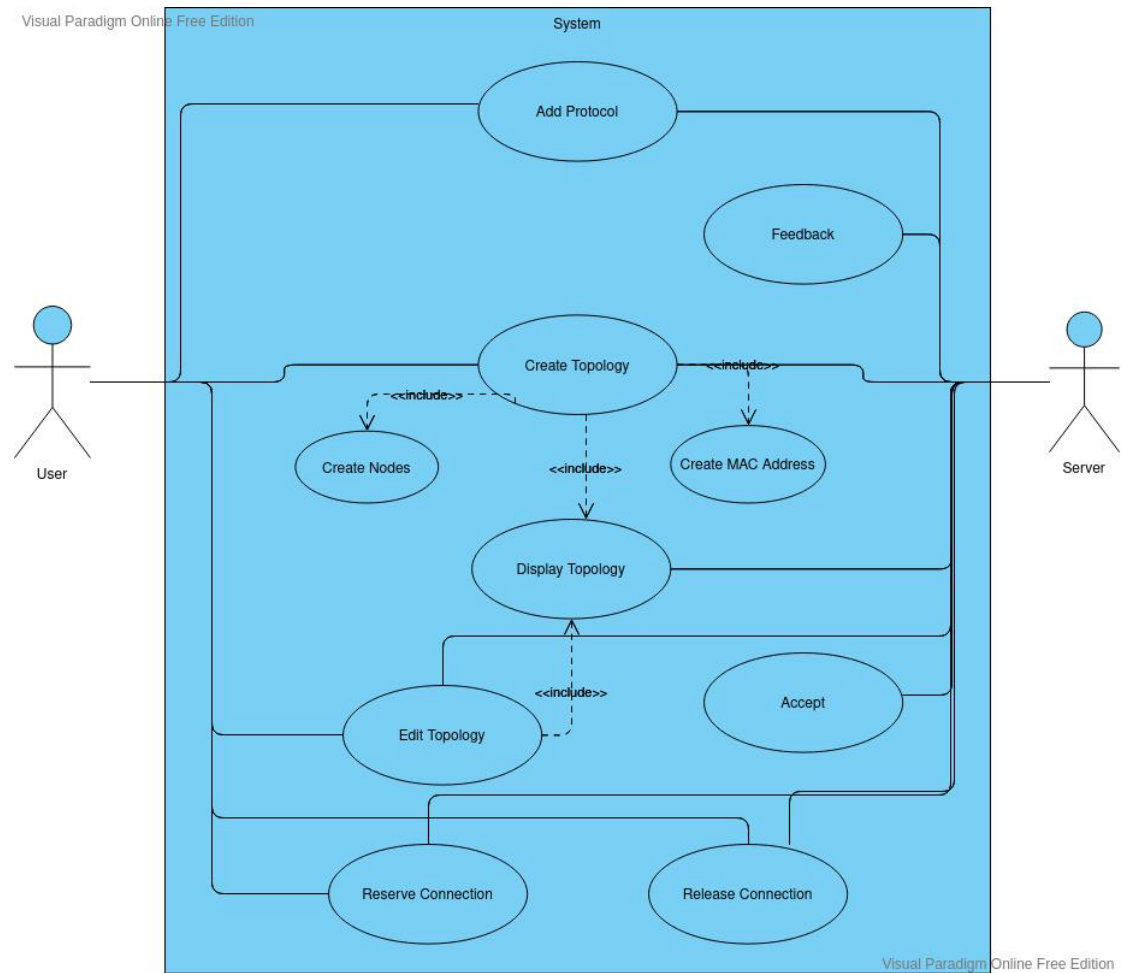 Visual Paradigm Online Free Edition
System
Add Protocol
Feedback
Create Topology
<<include>>
<<include>>
Create Nodes
<<include>>
Create MAC Address
User
Server
Display Topology
<<include>>
Accept
Edit Topology
Reserve Connection
Release Connection
Visual Paradigm Online Free Edition